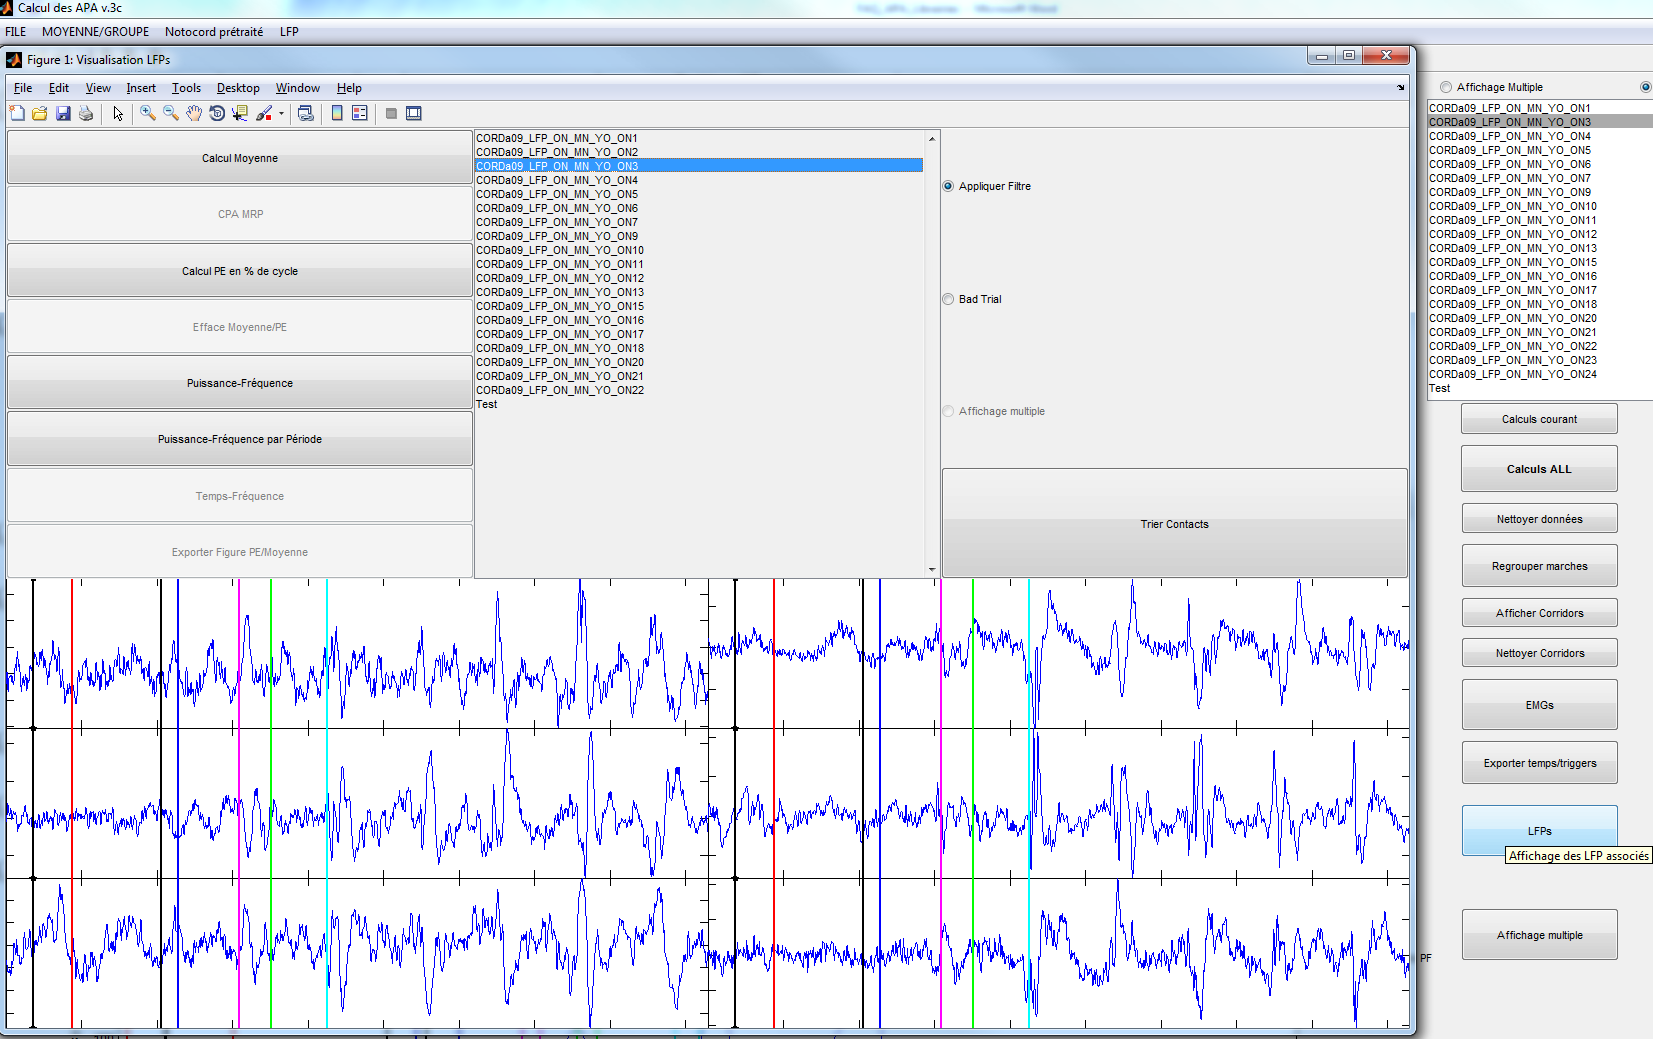 Calcul des APA v.3c
FILE MOYENNE/GROUPE Notocord prétraité LFP
Figure 1: Visualisation LFPs
File Edit View Insert Tools Desktop Window Help
Calcul Moyenne
CPA MRP
Calcul PE en % de cycle
Efface Moyenne/PE
Puissance-Fréquence
Puissance-Fréquence par Période
Temps-Fréquence
Exporter Figure PE/Moyenne
CORDa09_LFP_ON_MN_YO_ON1
CORDa09_LFP_ON_MN_YO_ON2
CORDa09_LFP_ON_MN_YO_ON3
CORDa09_LFP_ON_MN_YO_ON4
CORDa09_LFP_ON_MN_YO_ON5
CORDa09_LFP_ON_MN_YO_ON6
CORDa09_LFP_ON_MN_YO_ON7
CORDa09_LFP_ON_MN_YO_ON9
CORDa09_LFP_ON_MN_YO_ON10
CORDa09_LFP_ON_MN_YO_ON11
CORDa09_LFP_ON_MN_YO_ON12
CORDa09_LFP_ON_MN_YO_ON13
CORDa09_LFP_ON_MN_YO_ON15
CORDa09_LFP_ON_MN_YO_ON16
CORDa09_LFP_ON_MN_YO_ON17
CORDa09_LFP_ON_MN_YO_ON18
CORDa09_LFP_ON_MN_YO_ON20
CORDa09_LFP_ON_MN_YO_ON21
CORDa09_LFP_ON_MN_YO_ON22
Test
Appliquer Filtre
Bad Trial
Affichage multiple
Trier Contacts
Affichage Multiple
CORDa09_LFP_ON_MN_YO_ON1
CORDa09_LFP_ON_MN_YO_ON3
CORDa09_LFP_ON_MN_YO_ON4
CORDa09_LFP_ON_MN_YO_ON5
CORDa09_LFP_ON_MN_YO_ON6
CORDa09_LFP_ON_MN_YO_ON7
CORDa09_LFP_ON_MN_YO_ON9
CORDa09_LFP_ON_MN_YO_ON10
CORDa09_LFP_ON_MN_YO_ON11
CORDa09_LFP_ON_MN_YO_ON12
CORDa09_LFP_ON_MN_YO_ON13
CORDa09_LFP_ON_MN_YO_ON15
CORDa09_LFP_ON_MN_YO_ON16
CORDa09_LFP_ON_MN_YO_ON17
CORDa09_LFP_ON_MN_YO_ON18
CORDa09_LFP_ON_MN_YO_ON20
CORDa09_LFP_ON_MN_YO_ON21
CORDa09_LFP_ON_MN_YO_ON22
CORDa09_LFP_ON_MN_YO_ON23
CORDa09_LFP_ON_MN_YO_ON24
Test
Calculs courant
Calculs ALL
Nettoyer données
Regrouper marches
Afficher Corridors
Nettoyer Corridors
EMGs
Exporter temps/triggers
LFPs
Affichage des LFP associés
Affichage multiple
PF